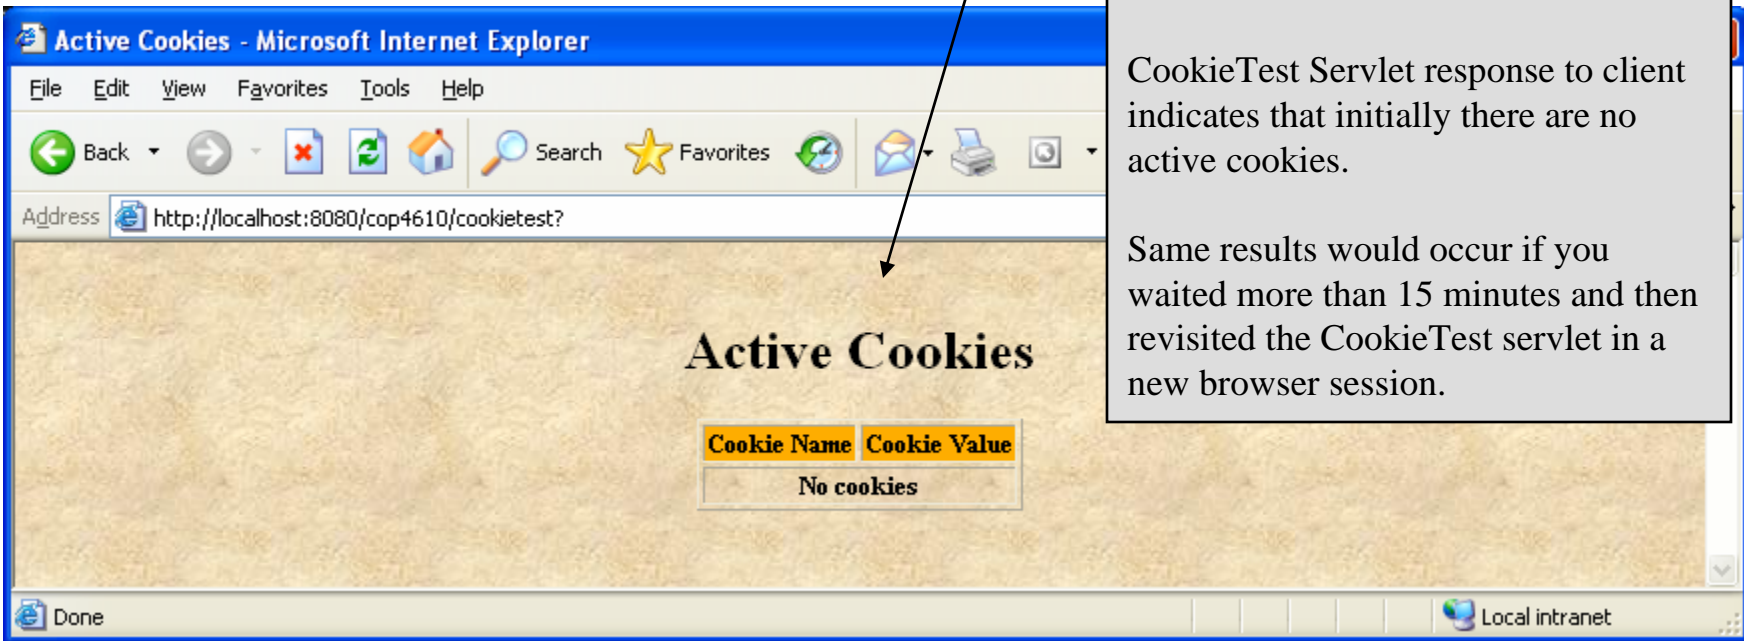 Active Cookies - Microsoft Internet Explorer
File Edit View Favorites Tools Help
Back Search Favorites
Address http://localhost:8080/cop4610/cookietest?
CookieTest Servlet response to client
indicates that initially there are no
active cookies.
Same results would occur if you
waited more than 15 minutes and then
revisited the CookieTest servlet in a
new browser session.
Active Cookies
Cookie Name Cookie Value
No cookies
Done Local intranet